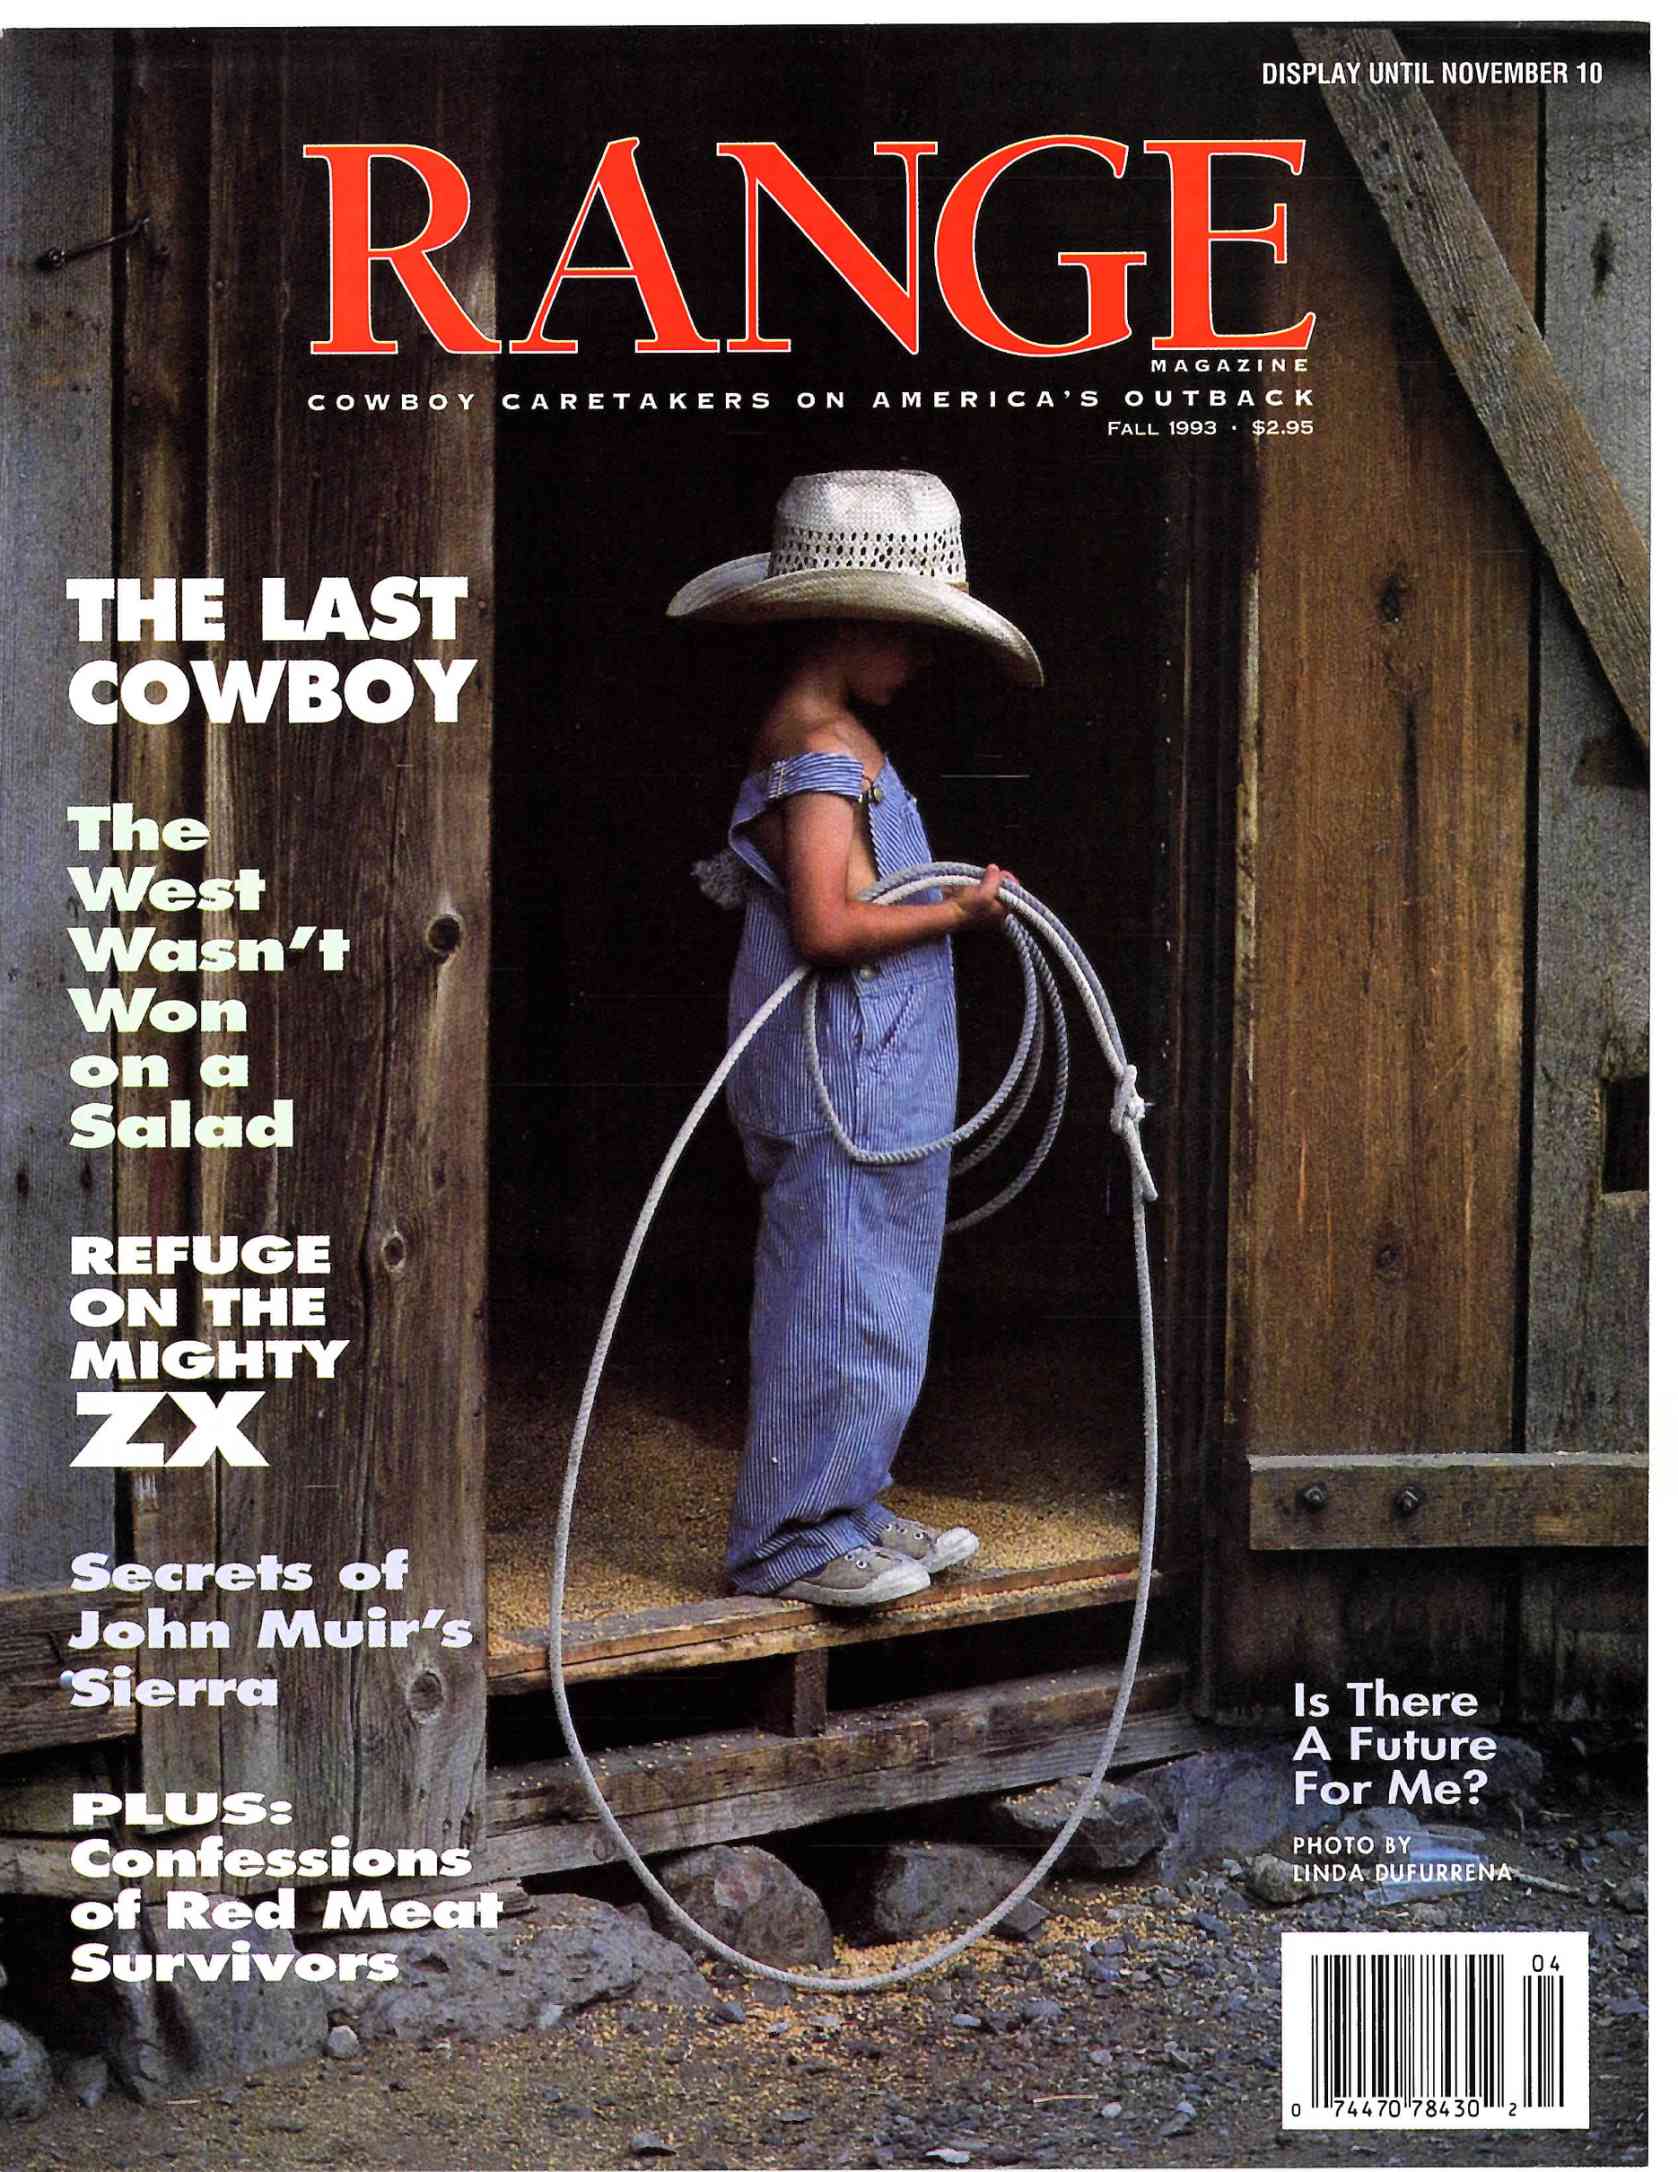 DISPLAY UNTIL NOVEMBER 10
RANGE
MAGAZINE
COWBOY CARETAKERS ON AMERICA'S OUTBACK
FALL 1993 · $2.95
THE LAST
COWBOY
The
West
Wasn't
Won
on a
Salad
REFUGE
ON THE
MIGHTY
ZX
Secrets of
John Muir's
Sierra
PLUS:
Confessions
of Red Meat
Survivors
Is There
A Future
For Me?
PHOTO BY
LINDA DUFURRENA
04
0 74470 78430 2